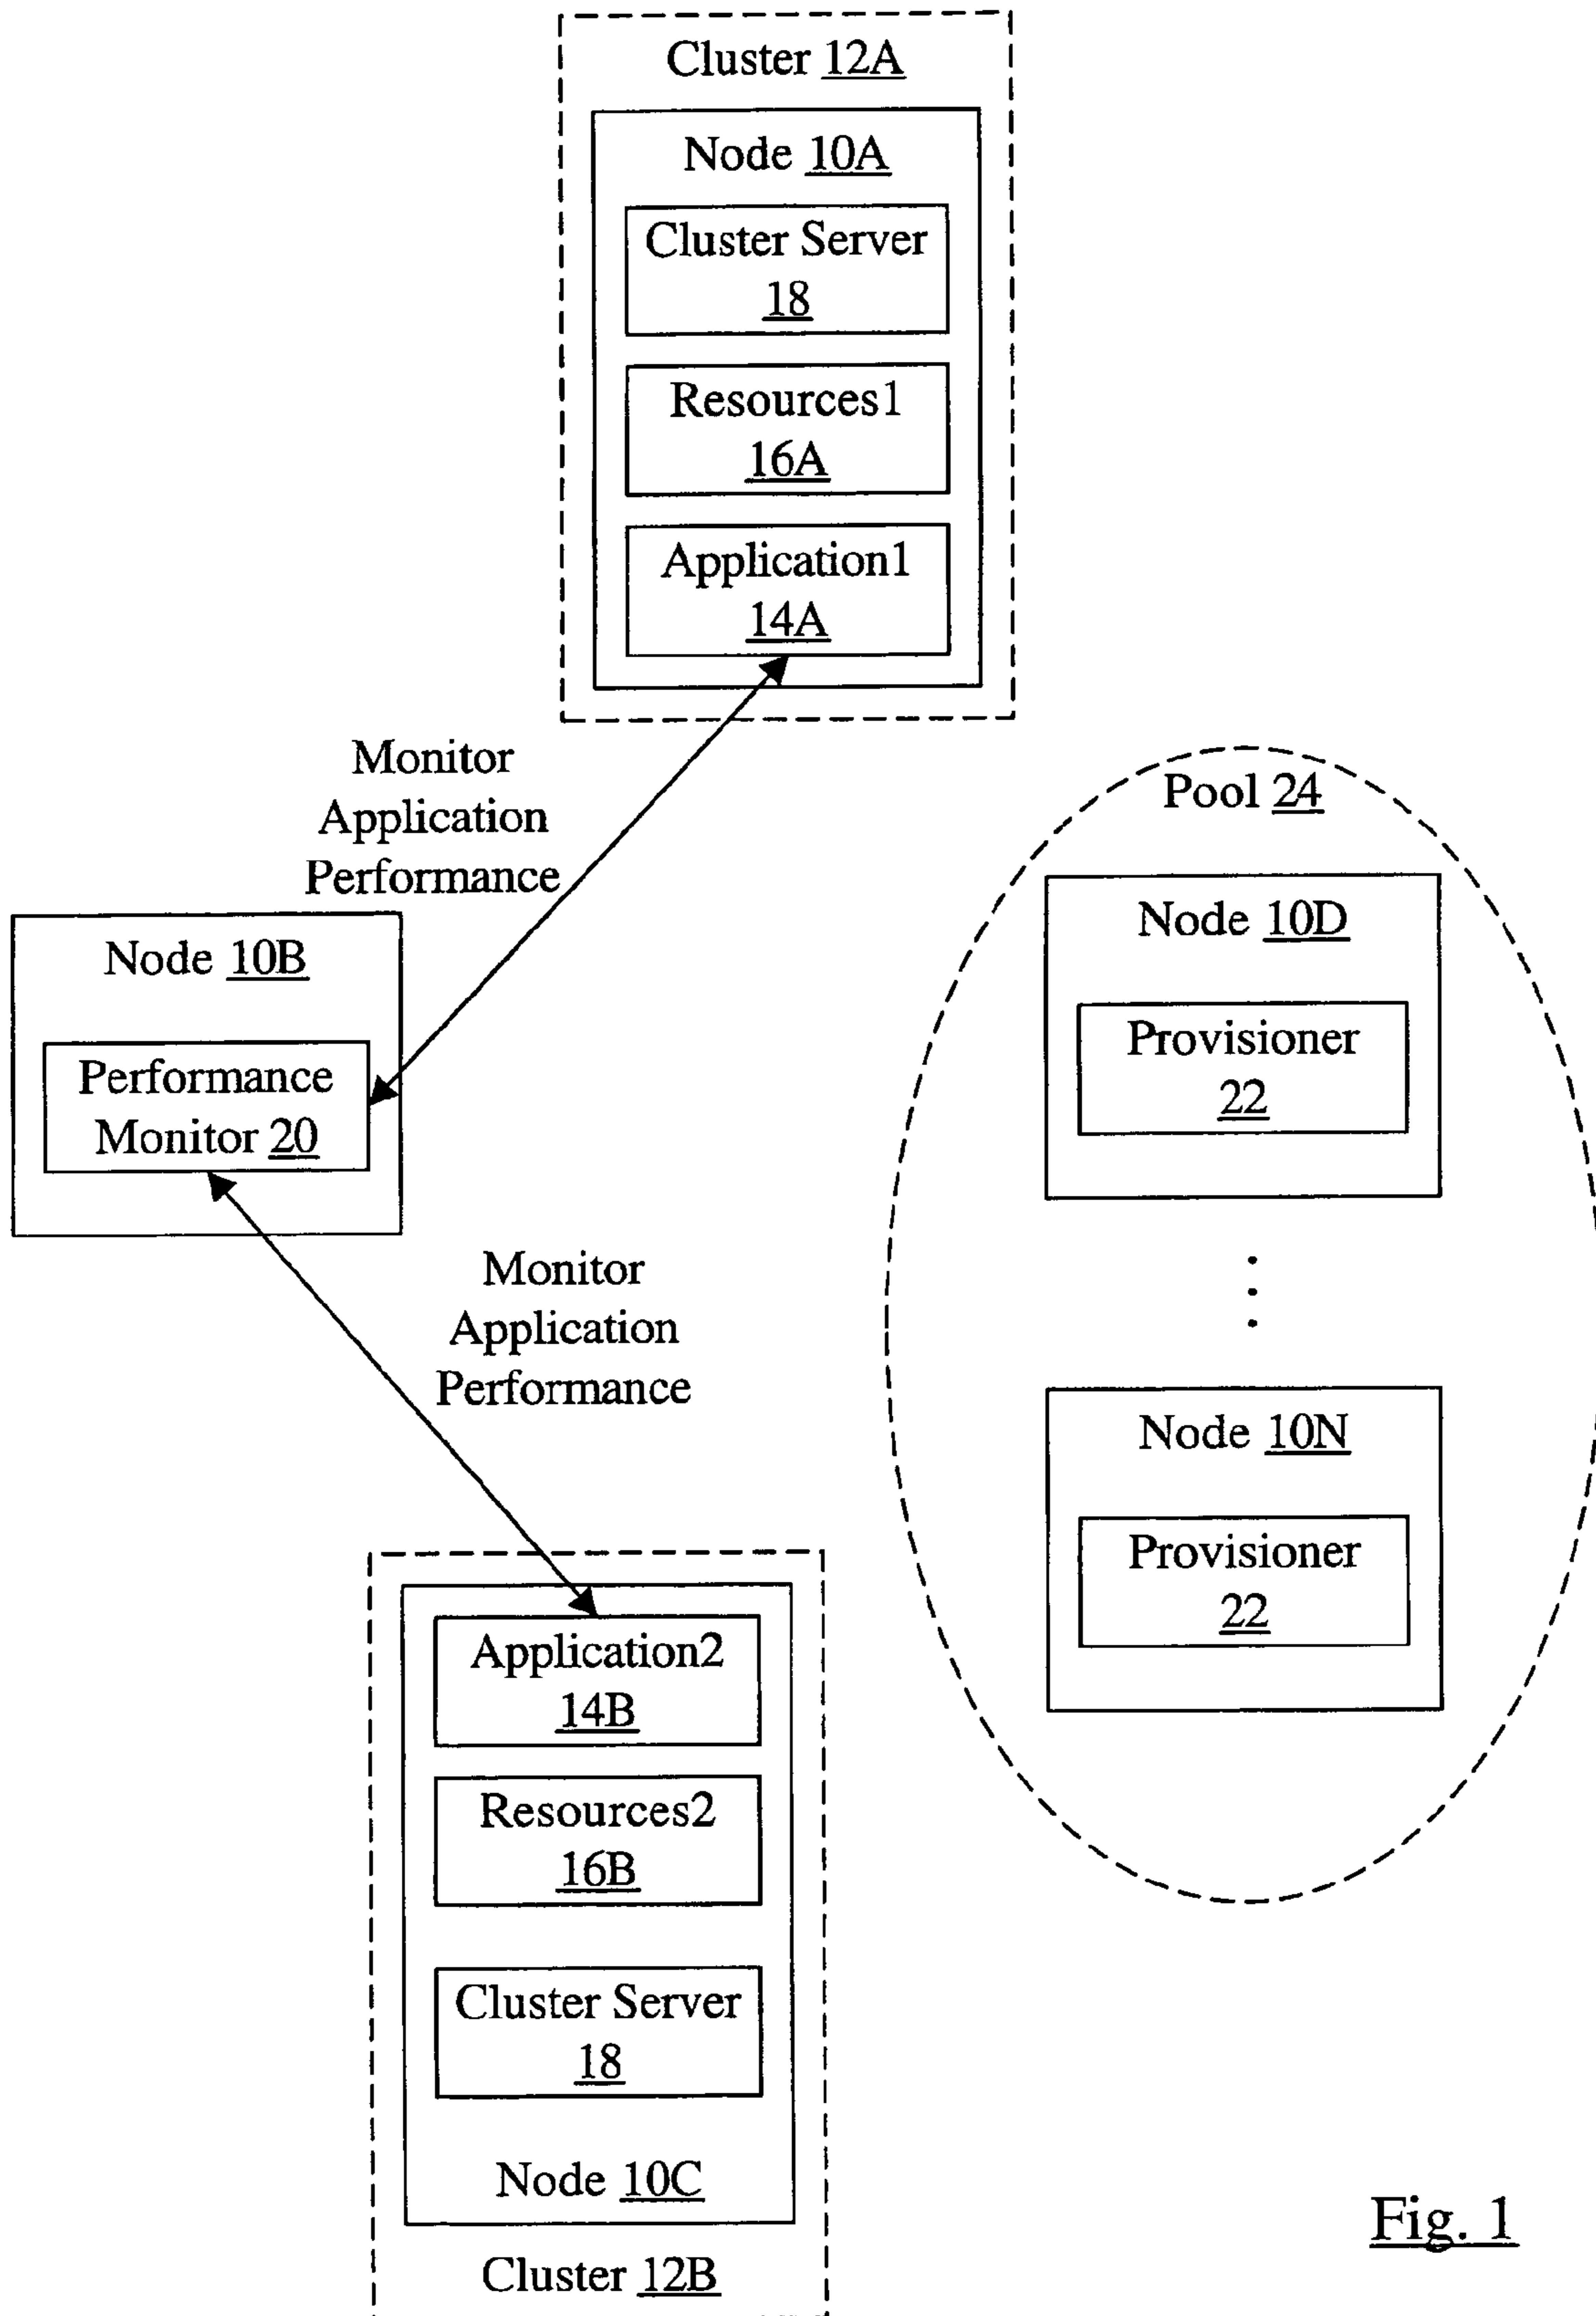 Cluster 12A
Node 10A
Cluster Server
18
Resources1
16A
Application1
14A
Monitor
Application
Performance
Node 10B
Performance
Monitor 20
Monitor
Application
Performance
Pool 24
Node 10D
Provisioner
22
Node 10N
Provisioner
22
Application2
14B
Resources2
16B
Cluster Server
18
Node 10C
Cluster 12B
Fig. 1